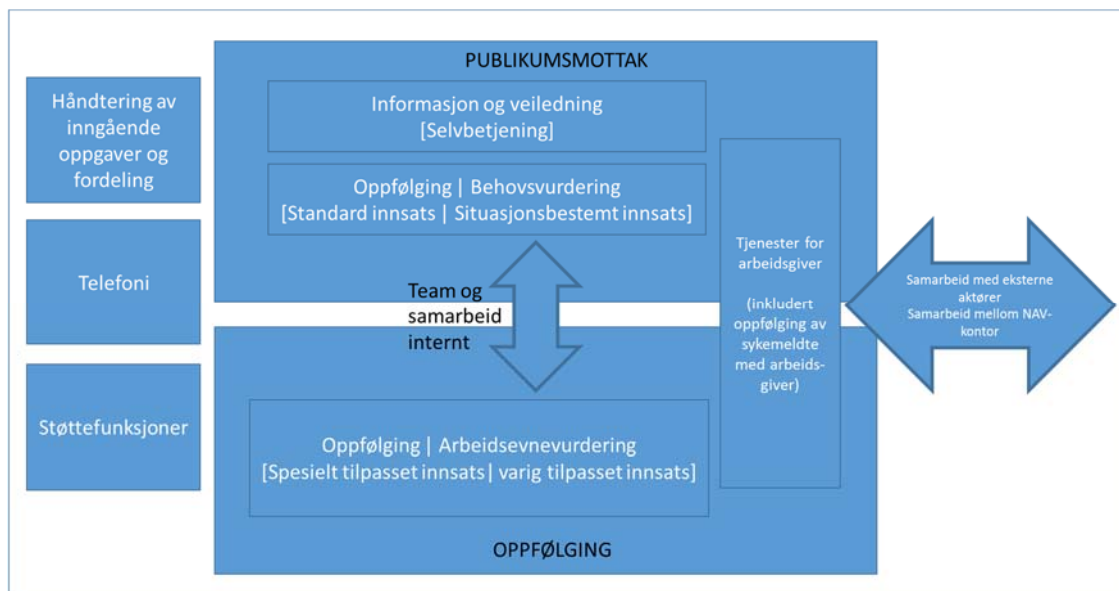 Håndtering av
inngående
oppgaver og
fordeling
Telefoni
Støttefunksjoner
PUBLIKUMSMOTTAK
Informasjon og veiledning
[Selvbetjening]
Oppfølging | Behovsvurdering
[Standard innsats | Situasjonsbestemt innsats]
Team og
samarbeid
internt
Oppfølging | Arbeidsevnevurdering
[Spesielt tilpasset innsats| varig tilpasset innsats]
OPPFØLGING
Tjenester for
arbeidsgiver
(inkludert
oppfølging av
sykemeldte
med arbeids-
giver)
Samarbeid med eksterne
aktører
Samarbeid mellom NAV-
kontor